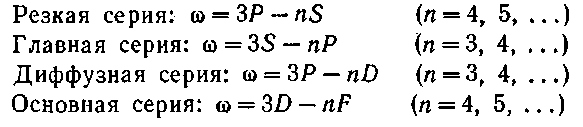 Резкая серия: ω = 3P − nS (n = 4, 5, ...)
Главная серия: ω = 3S − nP (n = 3, 4, ...)
Диффузная серия: ω = 3P − nD (n = 3, 4, ...)
Основная серия: ω = 3D − nF (n = 4, 5, ...)